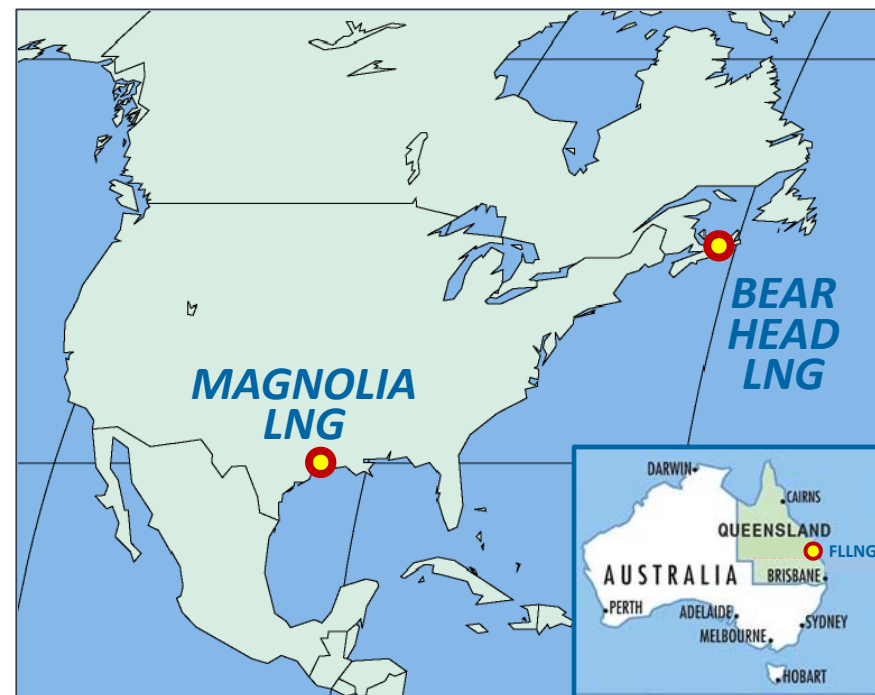 BEAR
HEAD
LNG
MAGNOLIA
LNG
DARWIN
CAIRNS
QUEENSLAND
FLLNG
AUSTRALIA
BRISBANE
PERTH
ADELAIDE
SYDNEY
MELBOURNE
HOBART